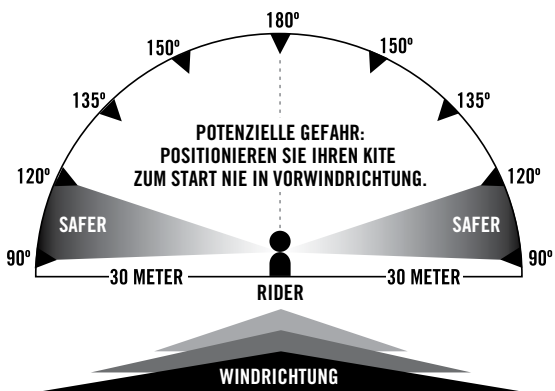 180º
150º
150º
135º
135º
POTENZIELLE GEFAHR:
POSITIONIEREN SIE IHREN KITE
ZUM START NIE IN VORWINDRICHTUNG.
120º
120º
SAFER
SAFER
90º
90º
30 METER
30 METER
RIDER
WINDRICHTUNG